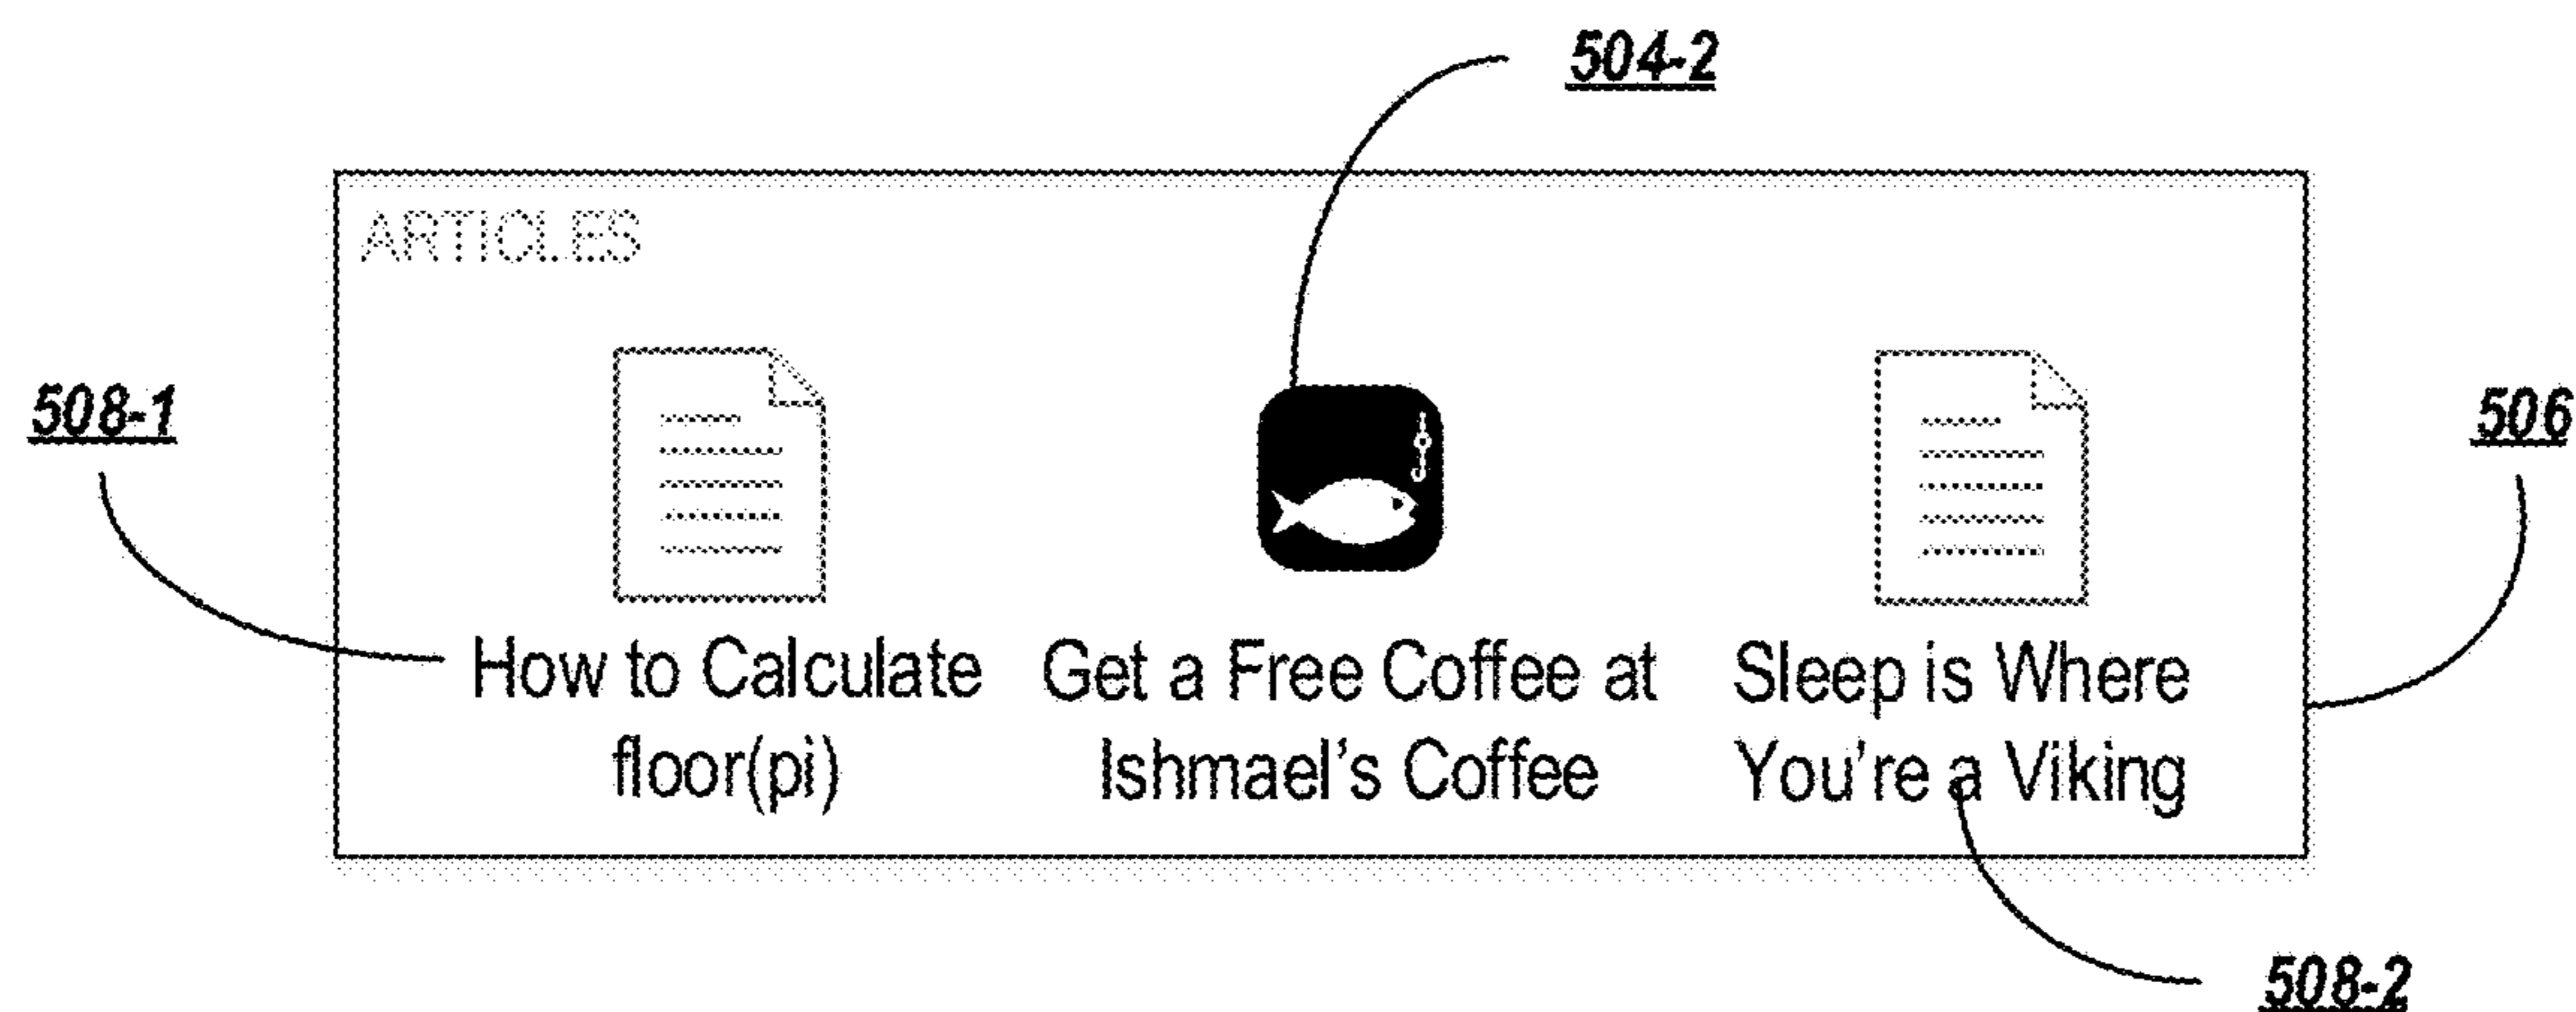 504-2
ARTICLES
508-1
506
How to Calculate
floor(pi)
Get a Free Coffee at
Ishmael's Coffee
Sleep is Where
You're a Viking
508-2